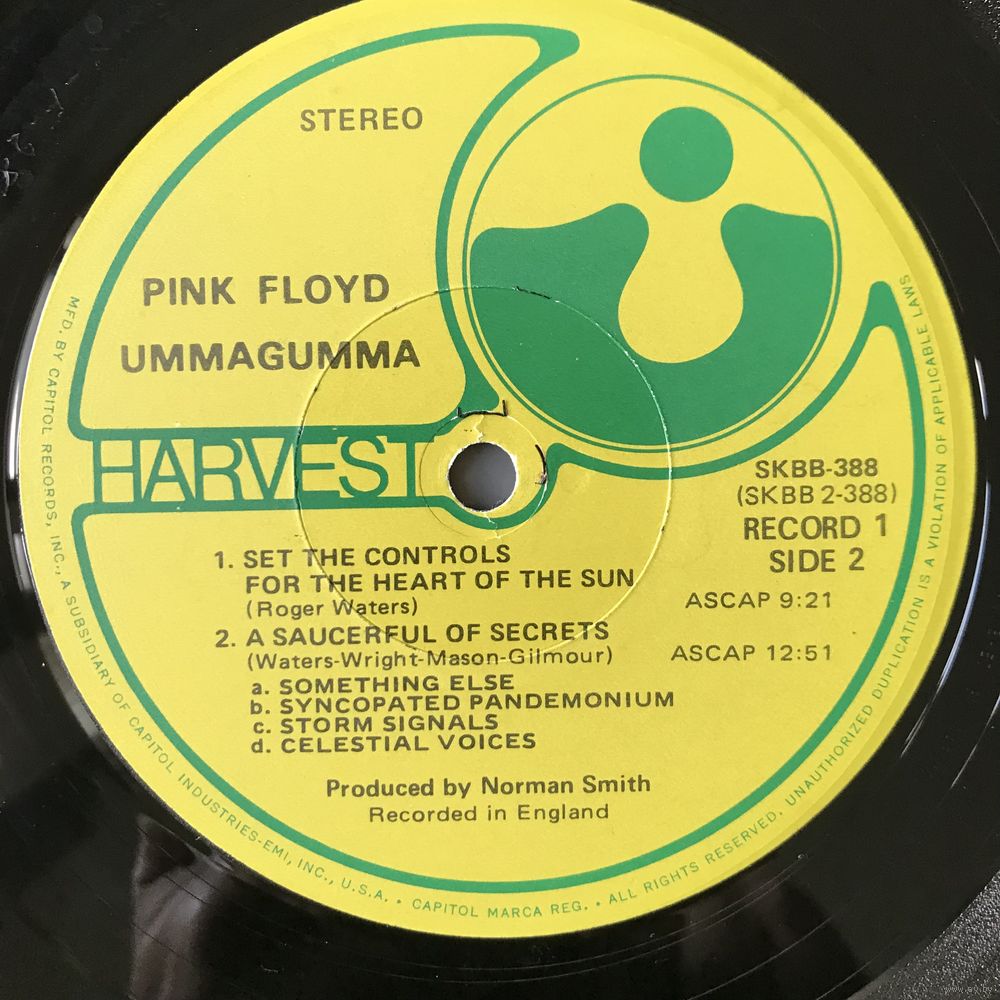 STEREO
PINK FLOYD
UMMAGUMMA
HARVEST
SKBB-388
(SKBB 2-388)
RECORD 1
SIDE 2
1. SET THE CONTROLS
FOR THE HEART OF THE SUN
(Roger Waters) ASCAP 9:21
2. A SAUCERFUL OF SECRETS
(Waters-Wright-Mason-Gilmour) ASCAP 12:51
a. SOMETHING ELSE
b. SYNCOPATED PANDEMONIUM
c. STORM SIGNALS
d. CELESTIAL VOICES
Produced by Norman Smith
Recorded in England
MFD. BY CAPITOL RECORDS, INC., A SUBSIDIARY OF CAPITOL INDUSTRIES-EMI, INC., U.S.A. • CAPITOL MARCA REG. • ALL RIGHTS RESERVED. UNAUTHORIZED DUPLICATION IS A VIOLATION OF APPLICABLE LAWS